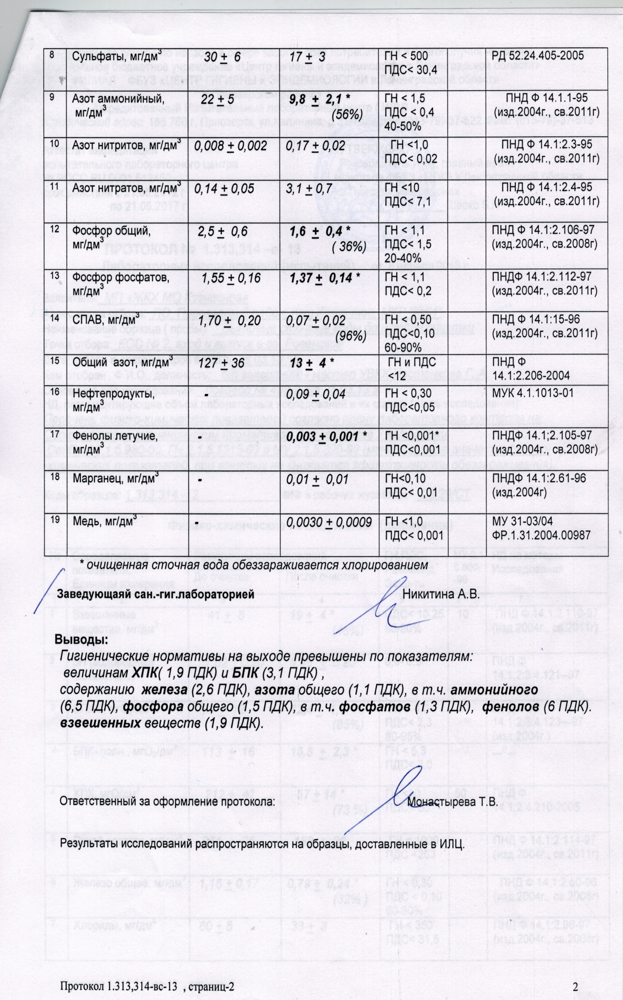 8 Сульфаты, мг/дм³ 30 ± 6 17 ± 3 ГН < 500 РД 52.24.405-2005
ПДС< 30,4
9 Азот аммонийный, 22 ± 5 9,8 ± 2,1 * ГН < 1,5 ПНД Ф 14.1.1-95
мг/дм³ (56%) ПДС < 0,4 (изд.2004г., св.2011г)
40-50%
10 Азот нитритов, мг/дм³ 0,008 ± 0,002 0,17 ± 0,02 ГН <1,0 ПНД Ф 14.1:2.3-95
ПДС< 0,02 (изд.2004г., св.2011г)
11 Азот нитратов, мг/дм³ 0,14 ± 0,05 3,1 ± 0,7 ГН <10 ПНД Ф 14.1:2.4-95
ПДС< 7,1 (изд.2004г., св.2011г)
12 Фосфор общий, 2,5 ± 0,6 1,6 ± 0,4 * ГН < 1,1 ПНД Ф 14.1:2.106-97
мг/дм³ ( 36%) ПДС< 1,5 (изд.2004г., св.2008г)
20-40%
13 Фосфор фосфатов, 1,55 ± 0,16 1,37 ± 0,14 * ГН < 1,1 ПНДФ 14.1:2.112-97
мг/дм³ ПДС< 0,2 (изд.2004г., св.2011г)
14 СПАВ, мг/дм³ 1,70 ± 0,20 0,07 ± 0,02 ГН < 0,50 ПНД Ф 14.1:15-96
(96%) ПДС<0,10 (изд.2004г., св.2011г)
60-90%
15 Общий азот, мг/дм³ 127 ± 36 13 ± 4 * ГН и ПДС ПНД Ф
<12 14.1:2.206-2004
16 Нефтепродукты, - 0,09 ± 0,04 ГН < 0,30 МУК 4.1.1013-01
мг/дм³ ПДС<0,05
17 Фенолы летучие, - 0,003 ± 0,001 * ГН <0,001* ПНДФ 14.1;2.105-97
мг/дм³ ПДС<0,001 (изд.2004г., св.2008г)
18 Марганец, мг/дм³ - 0,01 ± 0,01 ГН<0,10 ПНДФ 14.1:2.61-96
ПДС< 0,01 (изд.2004г)
19 Медь, мг/дм³ - 0,0030 ± 0,0009 ГН <1,0 МУ 31-03/04
ПДС< 0,001 ФР.1.31.2004.00987
* очищенная сточная вода обеззараживается хлорированием
Заведующаяй сан.-гиг.лабораторией Никитина А.В.
Выводы:
Гигиенические нормативы на выходе превышены по показателям:
величинам ХПК( 1,9 ПДК) и БПК (3,1 ПДК) ,
содержанию железа (2,6 ПДК), азота общего (1,1 ПДК), в т.ч. аммонийного
(6,5 ПДК), фосфора общего (1,5 ПДК), в т.ч. фосфатов (1,3 ПДК), фенолов (6 ПДК).
взвешенных веществ (1,9 ПДК).
Ответственный за оформление протокола: Монастырева Т.В.
Результаты исследований распространяются на образцы, доставленные в ИЛЦ.
Протокол 1.313,314-вс-13 , страниц-2 2